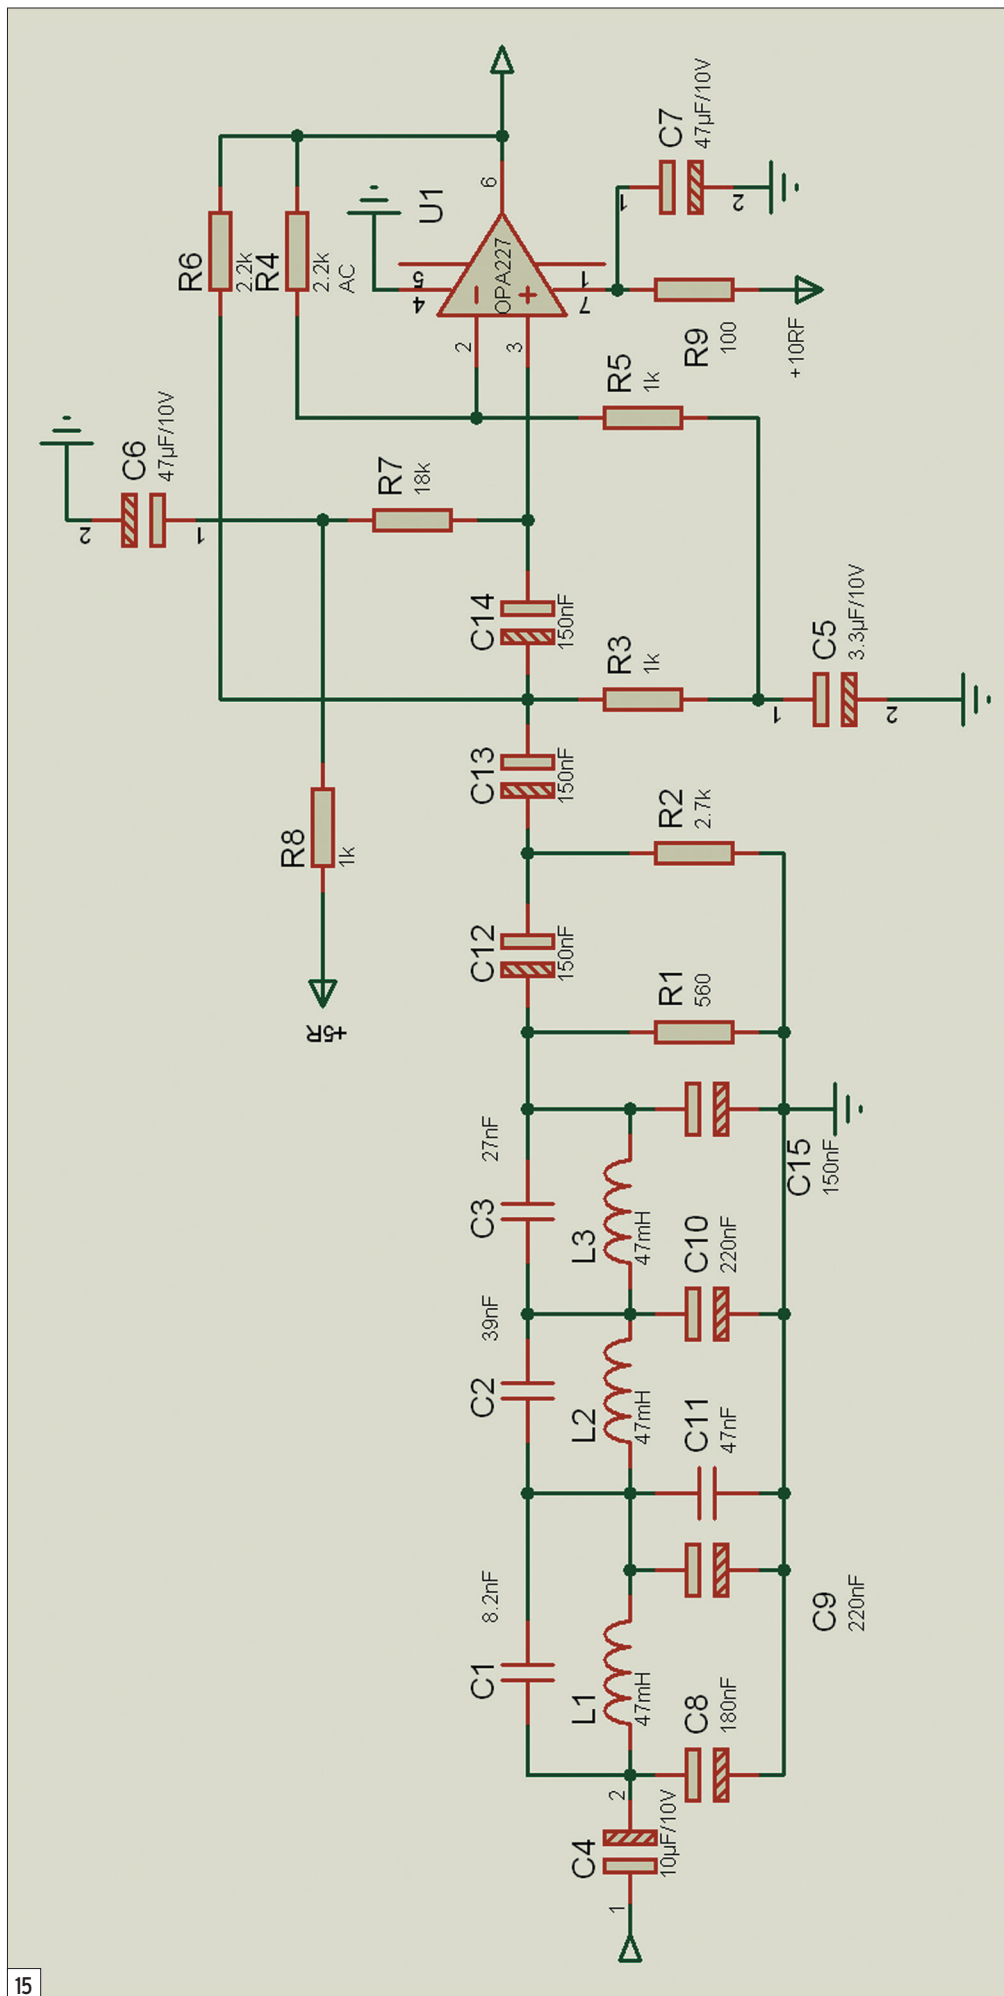 C7
47µF/10V
1
2
6
U1
R6
2.2k
R4
2.2k
AC
5
4
OPA227
1
7
2
3
R9
100
+10RF
R5
1k
C6
47µF/10V
2
1
R7
18k
C14
150nF
R3
1k
C5
3.3µF/10V
1
2
C13
150nF
R2
2.7k
R8
1k
C12
150nF
R1
560
27nF
C3
C15
150nF
L3
47mH
C10
220nF
39nF
C2
L2
47mH
C11
47nF
8.2nF
C1
C9
220nF
L1
47mH
C8
180nF
2
C4
10µF/10V
1
15